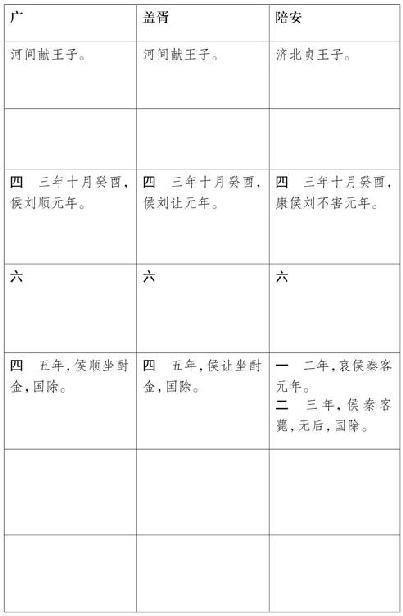 广
盖胥
陪安
河间献王子。
河间献王子。
济北贞王子。
四 三年十月癸酉，
侯刘顺元年。
四 三年十月癸酉，
侯刘让元年。
四 三年十月癸酉，
康侯刘不害元年。
六
六
六
四 五年，侯顺坐酎
金，国除。
四 五年，侯让坐酎
金，国除。
一 二年，哀侯秦客
元年。
二 三年，侯秦客
薨，无后，国除。